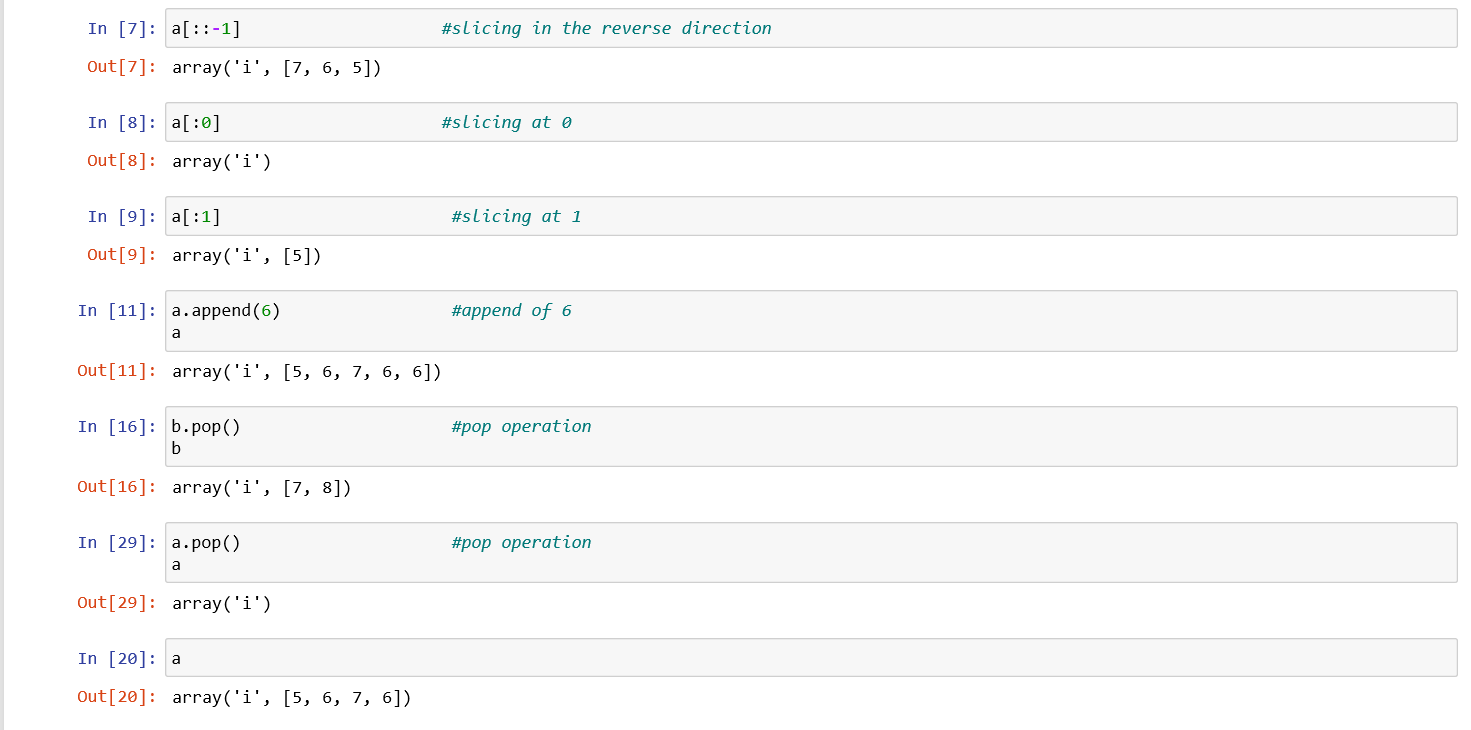 In [7]: a[::-1] #slicing in the reverse direction
Out[7]: array('i', [7, 6, 5])
In [8]: a[:0] #slicing at 0
Out[8]: array('i')
In [9]: a[:1] #slicing at 1
Out[9]: array('i', [5])
In [11]: a.append(6) #append of 6
a
Out[11]: array('i', [5, 6, 7, 6, 6])
In [16]: b.pop() #pop operation
b
Out[16]: array('i', [7, 8])
In [29]: a.pop() #pop operation
a
Out[29]: array('i')
In [20]: a
Out[20]: array('i', [5, 6, 7, 6])